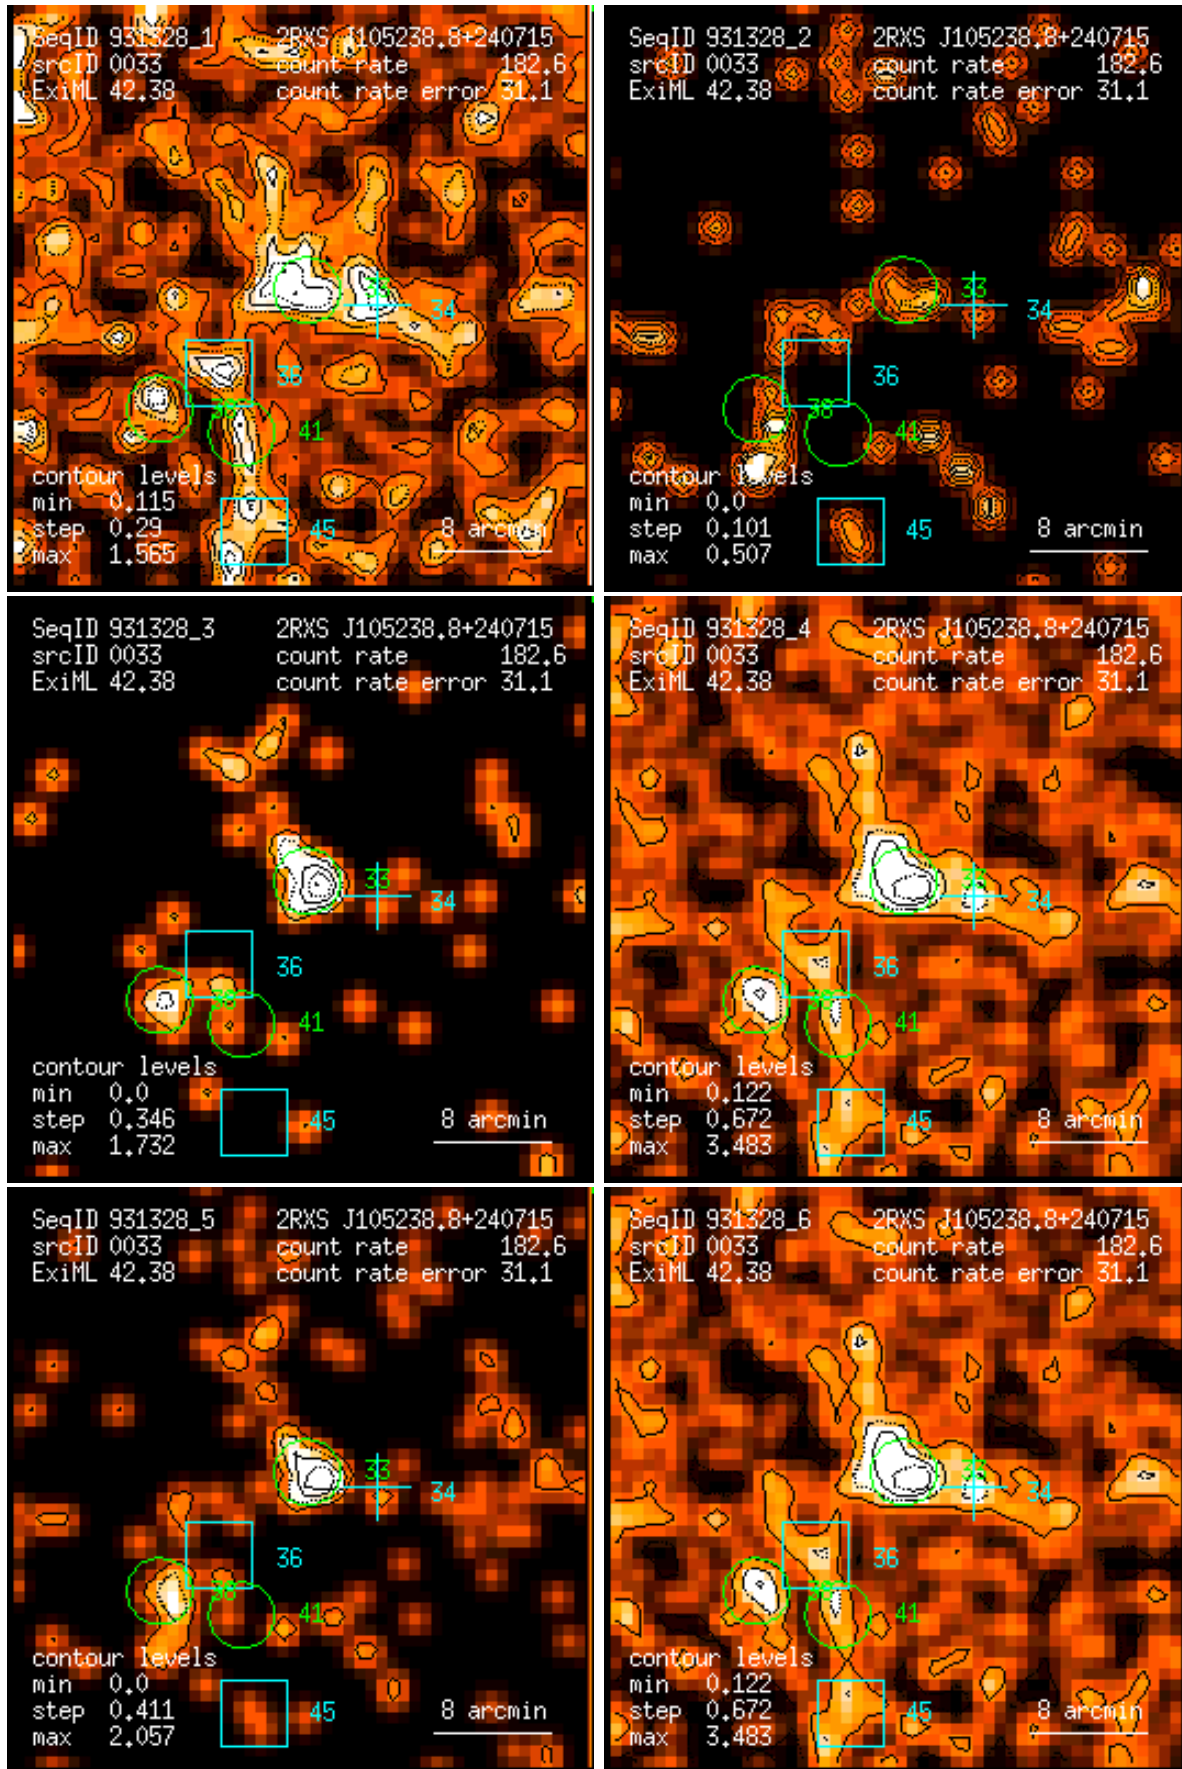 SeqID 931328_1 2RXS J105238.8+240715
srcID 0033 count rate 182.6
ExiML 42.38 count rate error 31.1
33
34
36
38
41
contour levels
min 0.115
step 0.29
max 1.565
45
8 arcmin
SeqID 931328_2 2RXS J105238.8+240715
srcID 0033 count rate 182.6
ExiML 42.38 count rate error 31.1
33
34
36
38
41
contour levels
min 0.0
step 0.101
max 0.507
45
8 arcmin
SeqID 931328_3 2RXS J105238.8+240715
srcID 0033 count rate 182.6
ExiML 42.38 count rate error 31.1
33
34
36
38
41
contour levels
min 0.0
step 0.346
max 1.732
45
8 arcmin
SeqID 931328_4 2RXS J105238.8+240715
srcID 0033 count rate 182.6
ExiML 42.38 count rate error 31.1
33
34
36
38
41
contour levels
min 0.122
step 0.672
max 3.483
45
8 arcmin
SeqID 931328_5 2RXS J105238.8+240715
srcID 0033 count rate 182.6
ExiML 42.38 count rate error 31.1
33
34
36
38
41
contour levels
min 0.0
step 0.411
max 2.057
45
8 arcmin
SeqID 931328_6 2RXS J105238.8+240715
srcID 0033 count rate 182.6
ExiML 42.38 count rate error 31.1
33
34
36
38
41
contour levels
min 0.122
step 0.672
max 3.483
45
8 arcmin